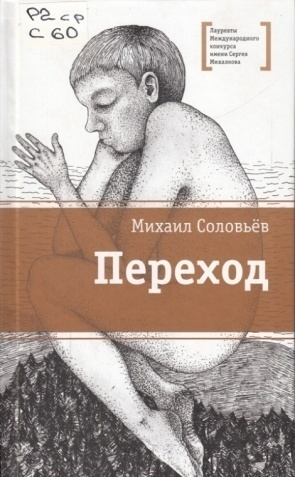 Р2 ср
С 60
Лауреаты
Международного
конкурса
имени Сергея
Михалкова
Михаил Соловьёв
Переход